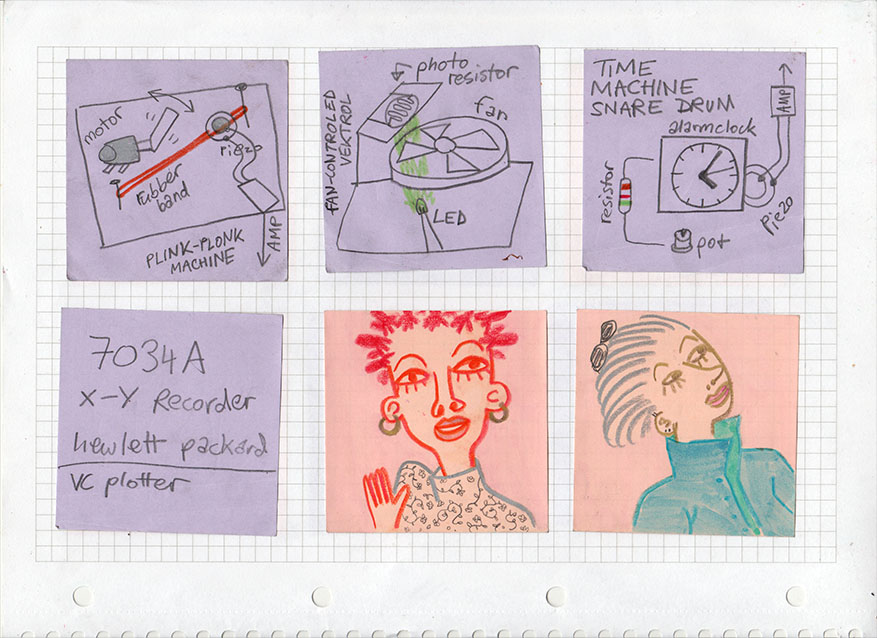 motor
piezo
rubber
band
PLINK-PLONK
MACHINE
AMP
FAN-CONTROLED
VEKTROL
photo
resistor
fan
LED
TIME
MACHINE
SNARE DRUM
alarmclock
AMP
resistor
piezo
pot
7034A
X-Y Recorder
hewlett packard
VC plotter